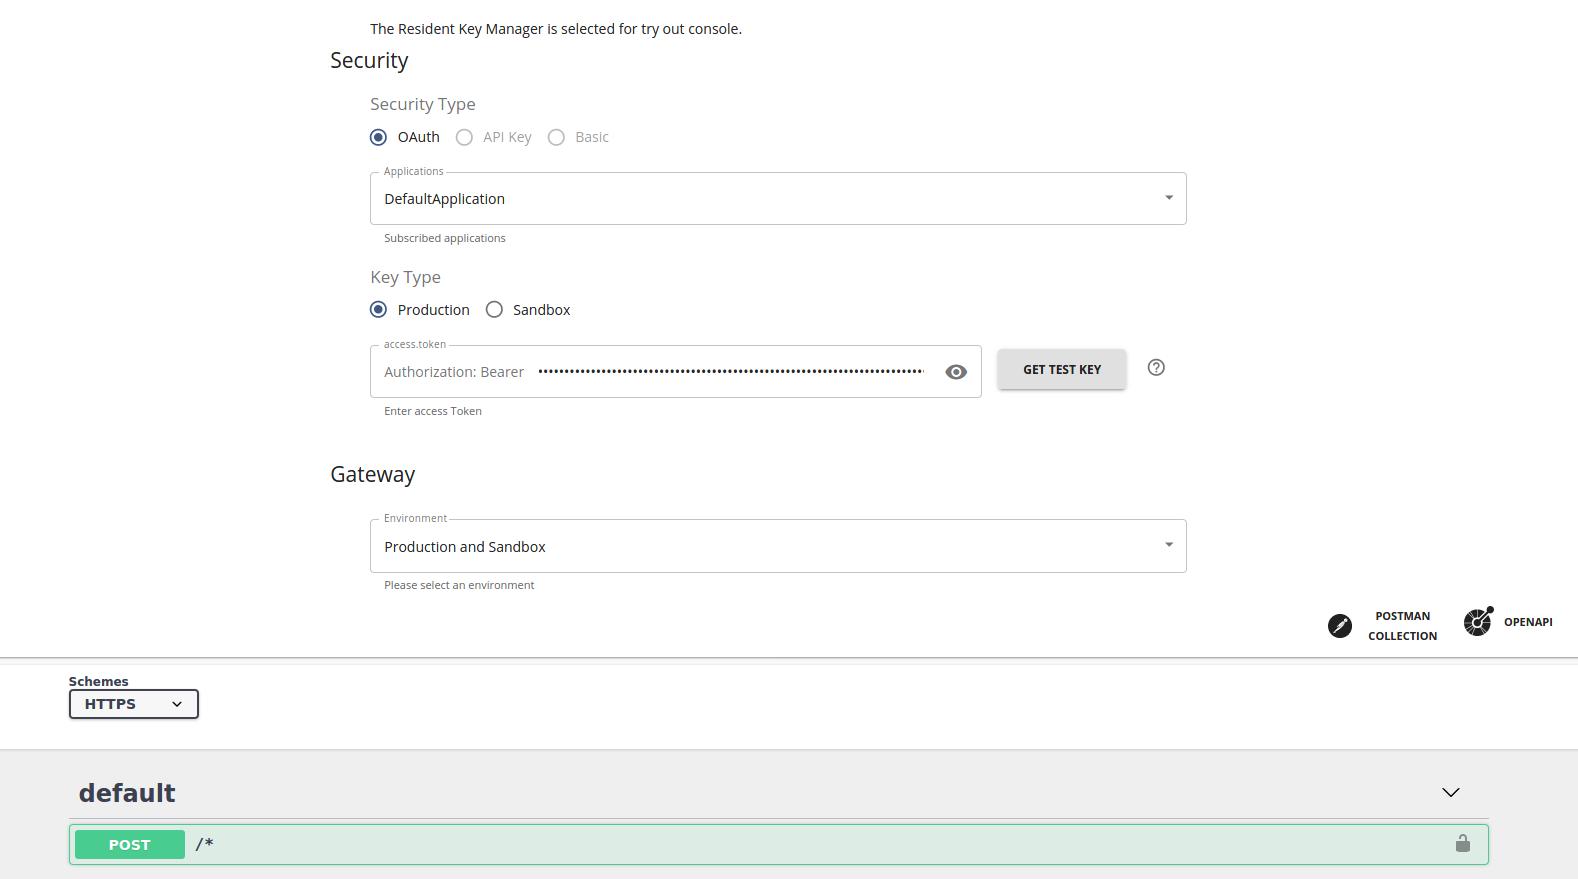 The Resident Key Manager is selected for try out console.
Security
Security Type
OAuth API Key Basic
Applications
DefaultApplication
Subscribed applications
Key Type
Production Sandbox
access.token
Authorization: Bearer ••••••••••••••••••••••••••••••••••••••••••••••••••••••••••••••••••••••••••
GET TEST KEY
Enter access Token
Gateway
Environment
Production and Sandbox
Please select an environment
POSTMAN
COLLECTION
OPENAPI
Schemes
HTTPS
default
POST /*